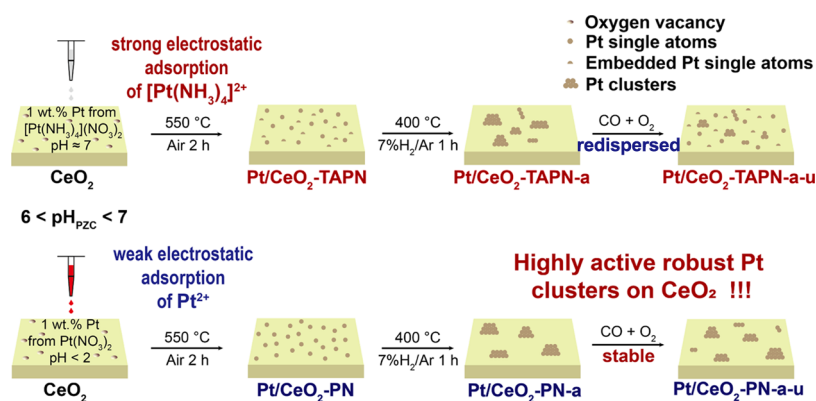 Oxygen vacancy
Pt single atoms
Embedded Pt single atoms
Pt clusters
strong electrostatic
adsorption
of [Pt(NH₃)₄]²⁺
1 wt.% Pt from
[Pt(NH₃)₄](NO₃)₂
pH ≈ 7
CeO₂
550 °C
Air 2 h
Pt/CeO₂-TAPN
400 °C
7%H₂/Ar 1 h
Pt/CeO₂-TAPN-a
CO + O₂
redispersed
Pt/CeO₂-TAPN-a-u
6 < pH_PZC < 7
weak electrostatic
adsorption
of Pt²⁺
Highly active robust Pt
clusters on CeO₂ !!!
1 wt.% Pt
from Pt(NO₃)₂
pH < 2
CeO₂
550 °C
Air 2 h
Pt/CeO₂-PN
400 °C
7%H₂/Ar 1 h
Pt/CeO₂-PN-a
CO + O₂
stable
Pt/CeO₂-PN-a-u